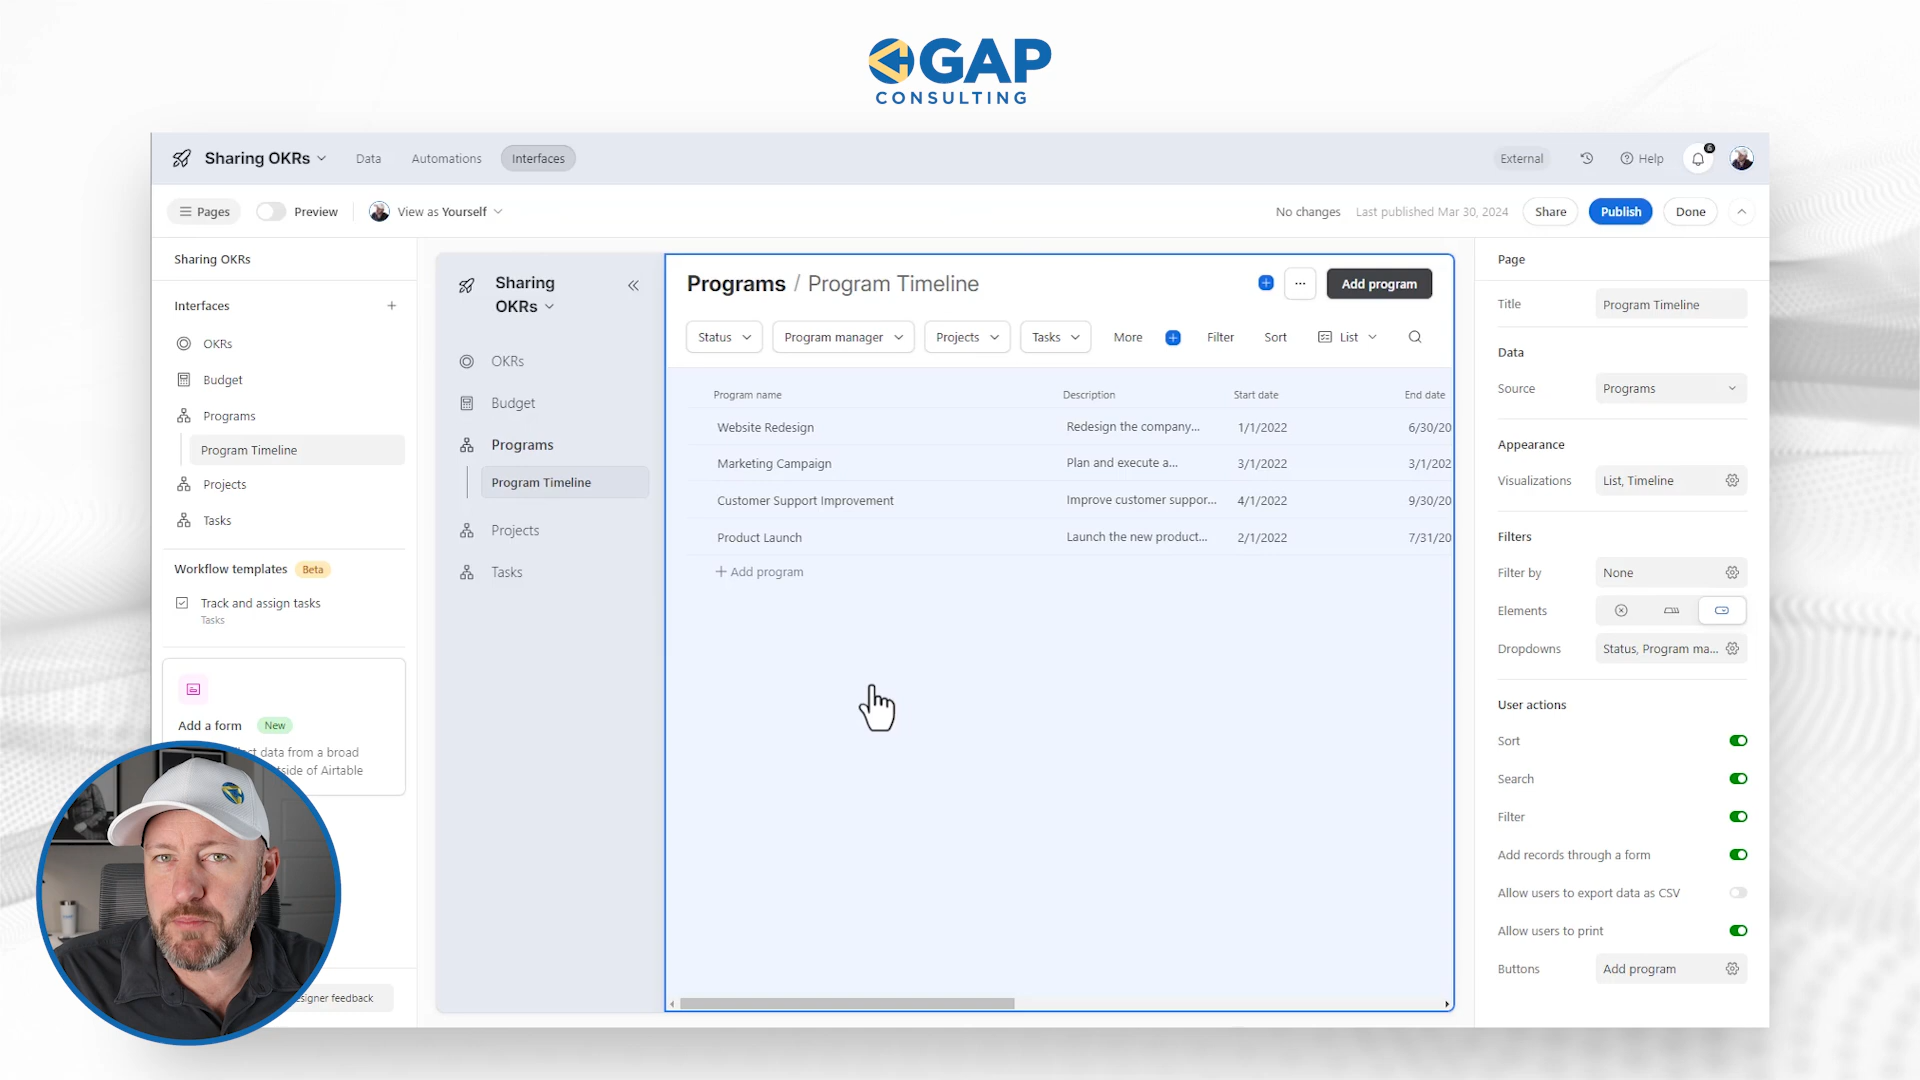 GAP
CONSULTING
Sharing OKRs
Data
Automations
Interfaces
External
Help
6
Pages
Preview
View as Yourself
No changes
Last published Mar 30, 2024
Share
Publish
Done
Sharing OKRs
Interfaces
OKRs
Budget
Programs
Program Timeline
Projects
Tasks
Workflow templates Beta
Track and assign tasks
Tasks
Add a form New
ct data from a broad
tside of Airtable
esigner feedback
Sharing
OKRs
OKRs
Budget
Programs
Program Timeline
Projects
Tasks
Programs / Program Timeline
Add program
Status
Program manager
Projects
Tasks
More
Filter
Sort
List
Program name Description Start date End date
Website Redesign Redesign the company... 1/1/2022 6/30/20
Marketing Campaign Plan and execute a... 3/1/2022 3/1/202
Customer Support Improvement Improve customer suppor... 4/1/2022 9/30/20
Product Launch Launch the new product... 2/1/2022 7/31/20
+ Add program
Page
Title Program Timeline
Data
Source Programs
Appearance
Visualizations List, Timeline
Filters
Filter by None
Elements
Dropdowns Status, Program ma...
User actions
Sort
Search
Filter
Add records through a form
Allow users to export data as CSV
Allow users to print
Buttons Add program